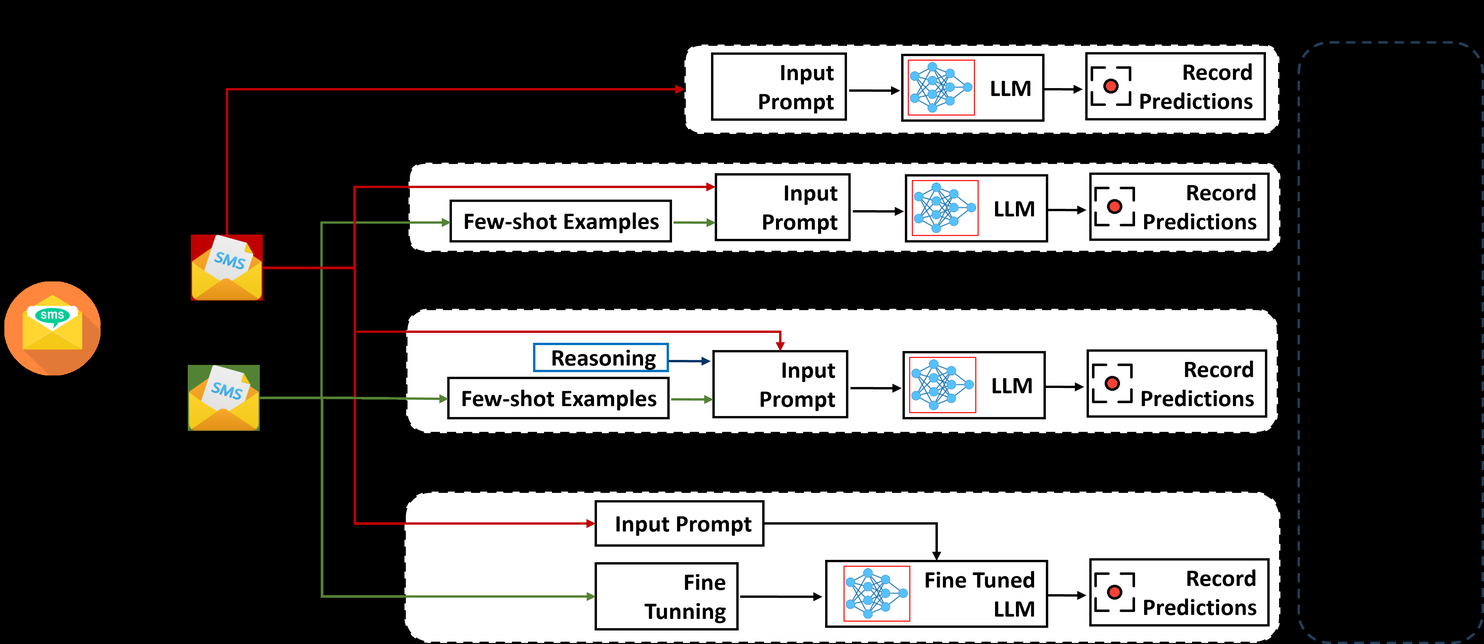 Input
Prompt
LLM
Record
Predictions
Few-shot Examples
Input
Prompt
LLM
Record
Predictions
SMS
sms
SMS
Reasoning
Few-shot Examples
Input
Prompt
LLM
Record
Predictions
Input Prompt
Fine
Tunning
Fine Tuned
LLM
Record
Predictions